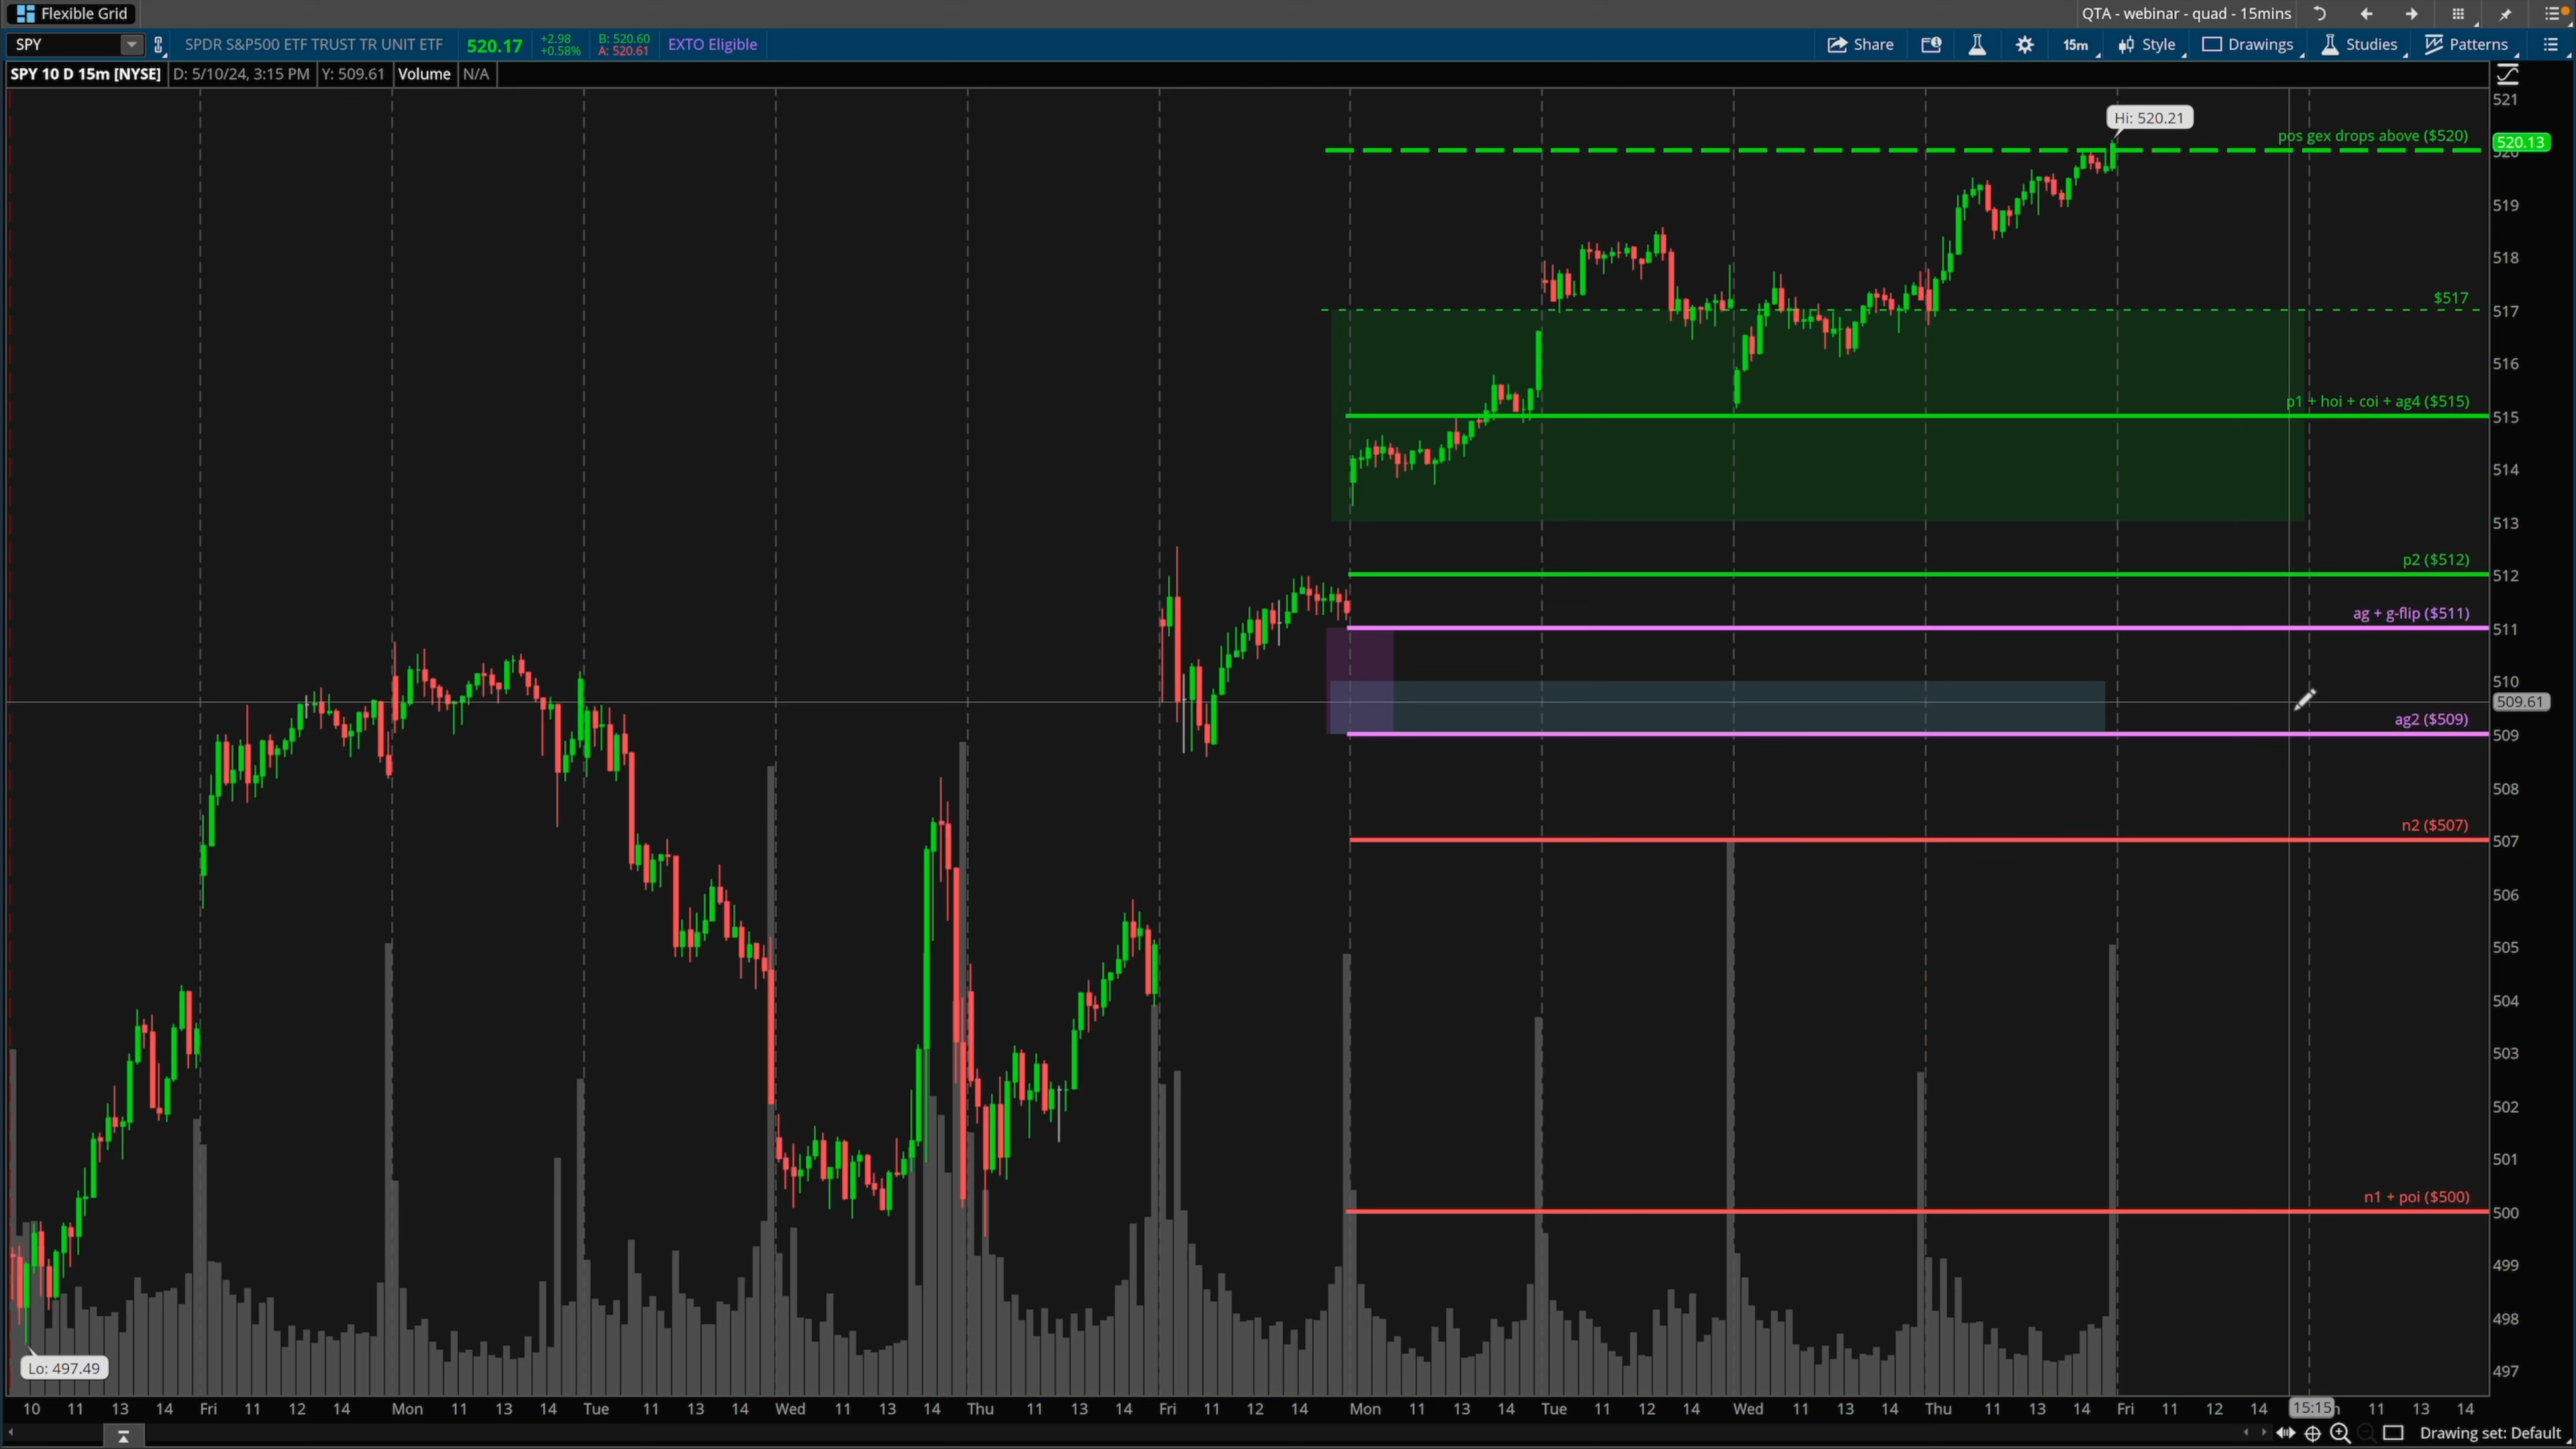 Flexible Grid
QTA - webinar - quad - 15mins
SPY
SPDR S&P500 ETF TRUST TR UNIT ETF
520.17
+2.98
+0.58%
B: 520.60
A: 520.61
EXTO Eligible
Share
15m
Style
Drawings
Studies
Patterns
SPY 10 D 15m [NYSE]
D: 5/10/24, 3:15 PM
Y: 509.61
Volume
N/A
521
Hi: 520.21
pos gex drops above ($520)
520.13
520
519
518
$517
517
516
p1 + hoi + coi + ag4 ($515)
515
514
513
p2 ($512)
512
ag + g-flip ($511)
511
510
509.61
ag2 ($509)
509
508
n2 ($507)
507
506
505
504
503
502
501
n1 + poi ($500)
500
499
498
Lo: 497.49
497
10 11 13 14 Fri 11 12 14 Mon 11 13 14 Tue 11 13 14 Wed 11 13 14 Thu 11 13 14 Fri 11 12 14 Mon 11 13 14 Tue 11 12 14 Wed 11 13 14 Thu 11 13 14 Fri 11 12 14 15:15 11 13 14
Drawing set: Default